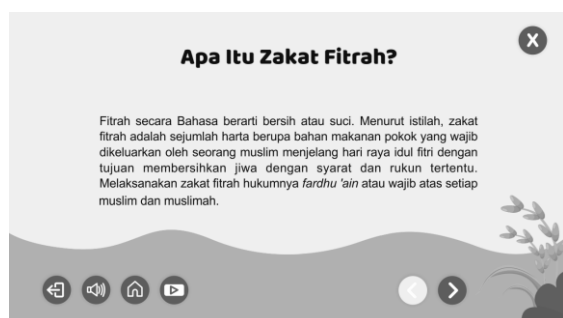 Apa Itu Zakat Fitrah?
Fitrah secara Bahasa berarti bersih atau suci. Menurut istilah, zakat
fitrah adalah sejumlah harta berupa bahan makanan pokok yang wajib
dikeluarkan oleh seorang muslim menjelang hari raya idul fitri dengan
tujuan membersihkan jiwa dengan syarat dan rukun tertentu.
Melaksanakan zakat fitrah hukumnya fardhu 'ain atau wajib atas setiap
muslim dan muslimah.